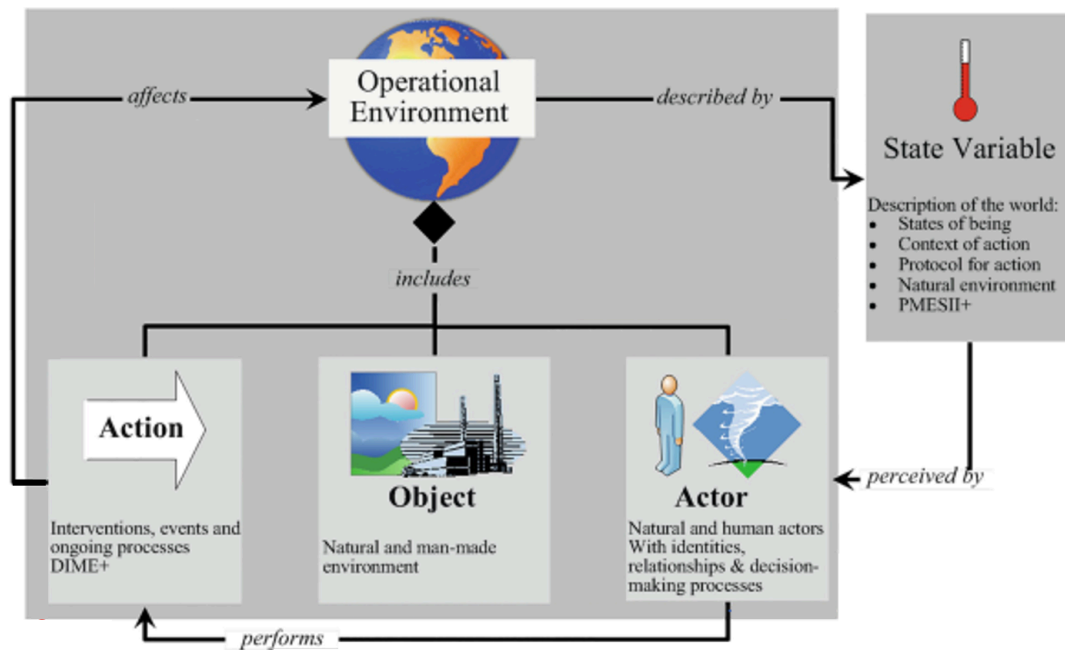 Operational
Environment
affects
described by
State Variable
Description of the world:
• States of being
• Context of action
• Protocol for action
• Natural environment
• PMESII+
includes
Action
Interventions, events and
ongoing processes
DIME+
Object
Natural and man-made
environment
Actor
Natural and human actors
With identities,
relationships & decision-
making processes
perceived by
performs